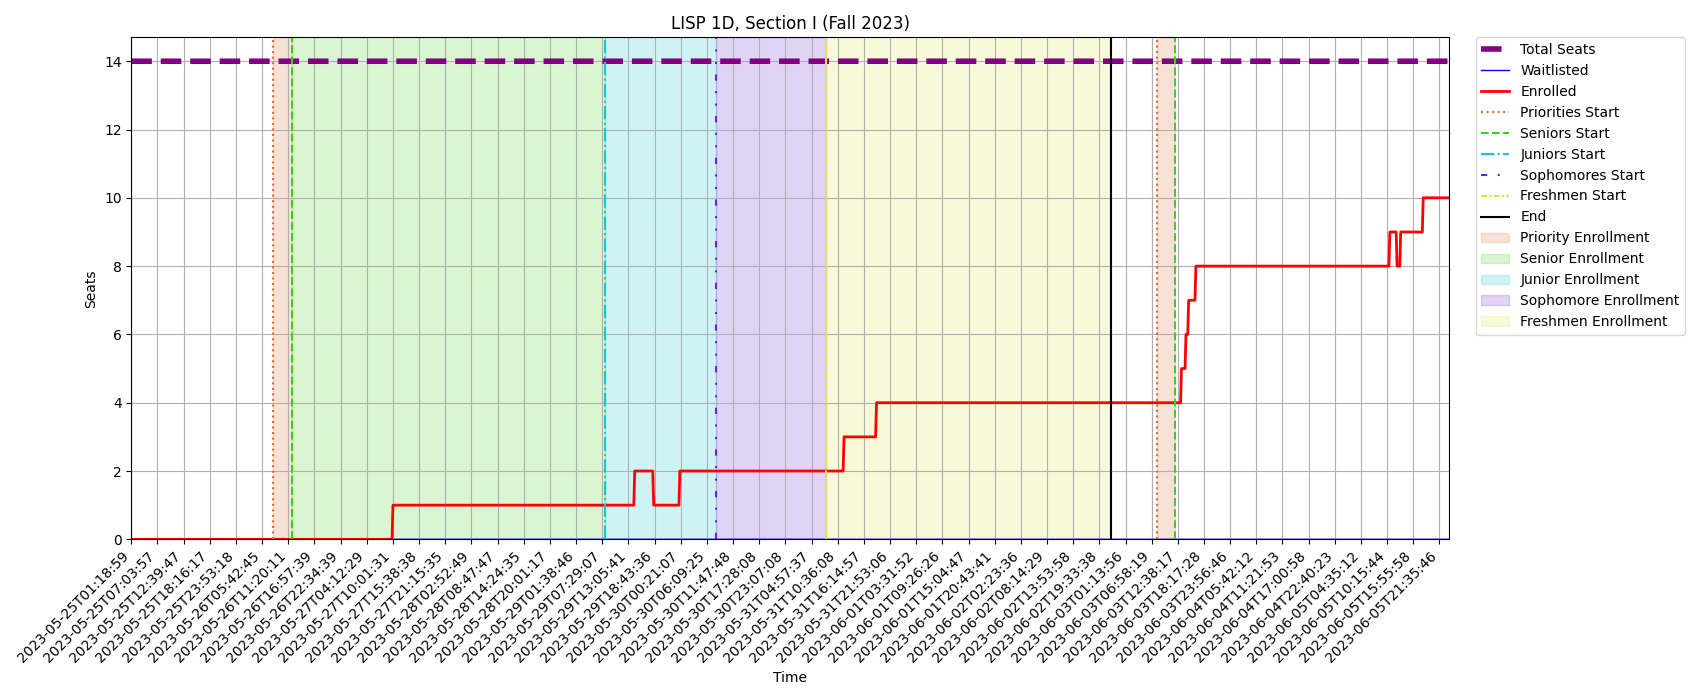 LISP 1D, Section I (Fall 2023)
Seats
14
12
10
8
6
4
2
0
2023-05-25T01:18:59
2023-05-25T07:03:57
2023-05-25T12:39:47
2023-05-25T18:16:17
2023-05-25T23:53:18
2023-05-26T05:42:45
2023-05-26T11:20:11
2023-05-26T16:57:39
2023-05-26T22:34:39
2023-05-27T04:12:29
2023-05-27T10:01:31
2023-05-27T15:38:38
2023-05-27T21:15:35
2023-05-28T02:52:49
2023-05-28T08:47:47
2023-05-28T14:24:35
2023-05-28T20:01:17
2023-05-29T01:38:46
2023-05-29T07:29:07
2023-05-29T13:05:41
2023-05-29T18:43:36
2023-05-30T00:21:07
2023-05-30T06:09:25
2023-05-30T11:47:48
2023-05-30T17:28:08
2023-05-30T23:07:08
2023-05-31T04:57:37
2023-05-31T10:36:08
2023-05-31T16:14:57
2023-05-31T21:53:06
2023-06-01T03:31:52
2023-06-01T09:26:26
2023-06-01T15:04:47
2023-06-01T20:43:41
2023-06-02T02:23:36
2023-06-02T08:14:29
2023-06-02T13:53:58
2023-06-02T19:33:38
2023-06-03T01:13:56
2023-06-03T06:58:19
2023-06-03T12:38:17
2023-06-03T18:17:28
2023-06-03T23:56:46
2023-06-04T05:42:12
2023-06-04T11:21:53
2023-06-04T17:00:58
2023-06-04T22:40:23
2023-06-05T04:35:12
2023-06-05T10:15:44
2023-06-05T15:55:58
2023-06-05T21:35:46
Time
Total Seats
Waitlisted
Enrolled
Priorities Start
Seniors Start
Juniors Start
Sophomores Start
Freshmen Start
End
Priority Enrollment
Senior Enrollment
Junior Enrollment
Sophomore Enrollment
Freshmen Enrollment